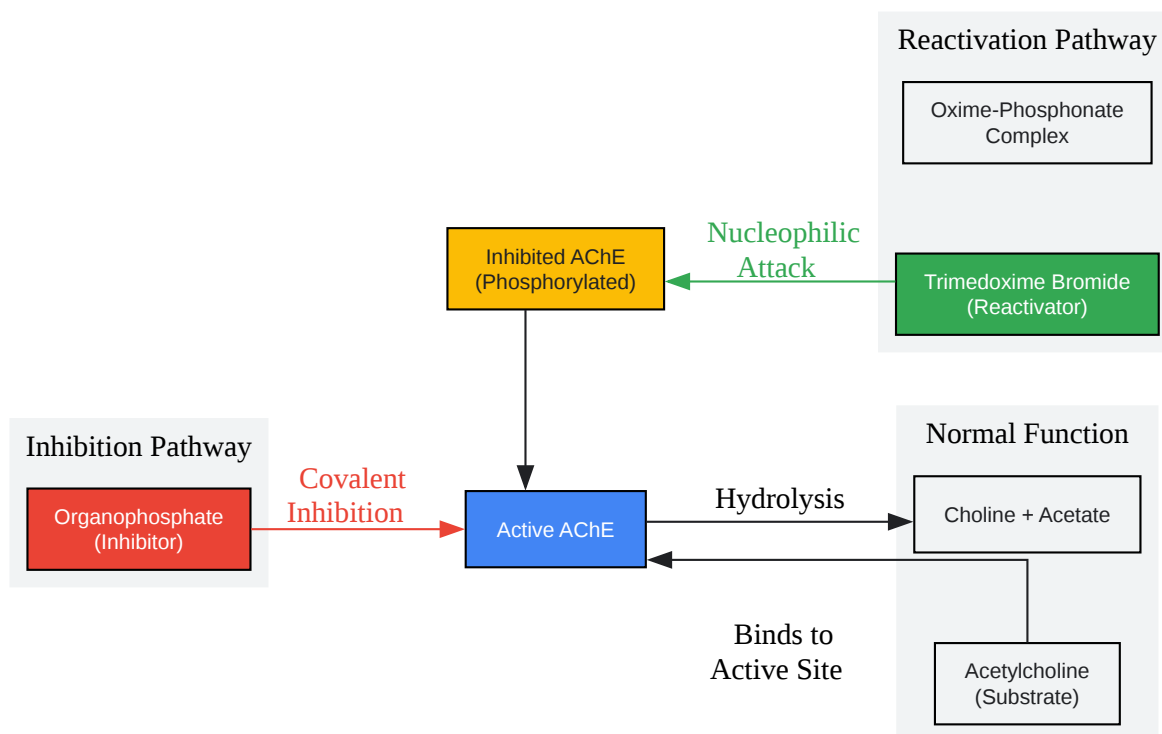 Reactivation Pathway
Oxime-Phosphonate
Complex
Nucleophilic
Attack
Inhibited AChE
(Phosphorylated)
Trimedoxime Bromide
(Reactivator)
Inhibition Pathway
Organophosphate
(Inhibitor)
Covalent
Inhibition
Active AChE
Hydrolysis
Normal Function
Choline + Acetate
Binds to
Active Site
Acetylcholine
(Substrate)